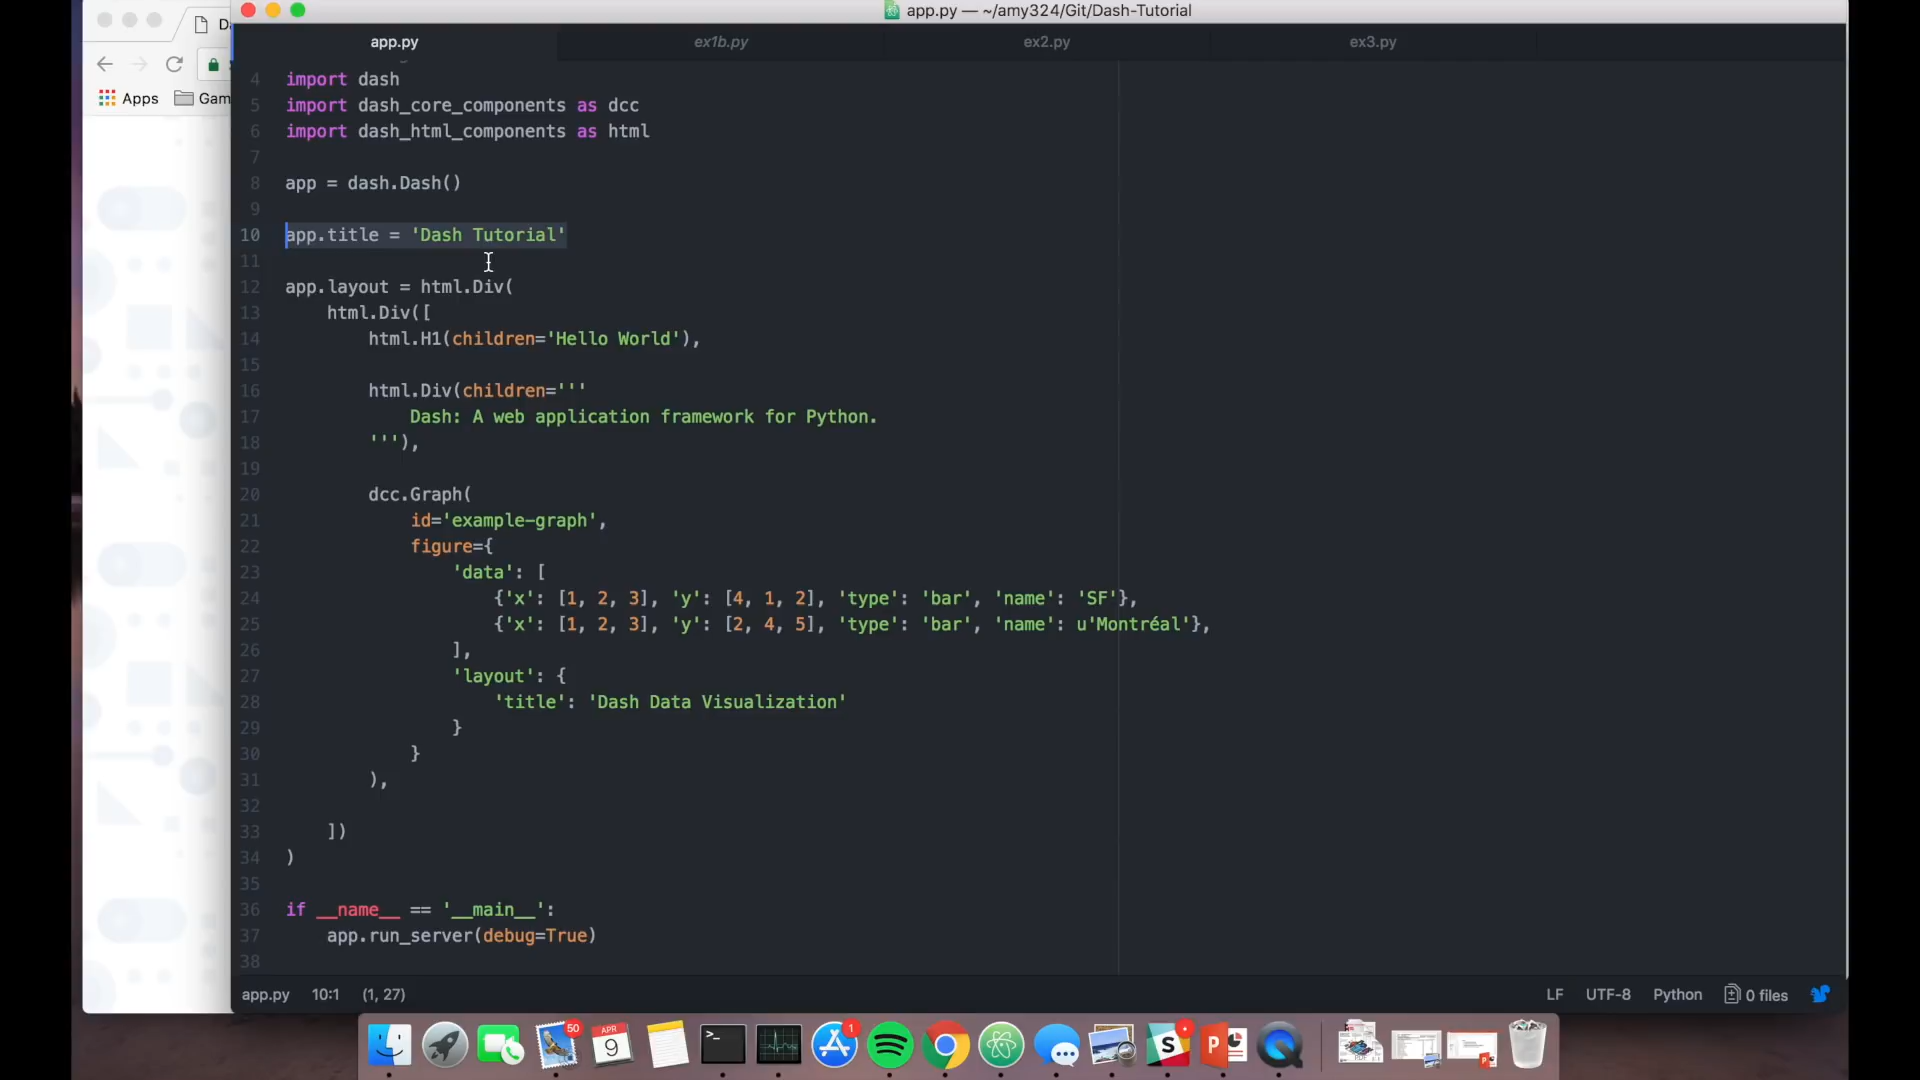 app.py — ~/amy324/Git/Dash-Tutorial
Apps
Gam
app.py ex1b.py ex2.py ex3.py
4 import dash
5 import dash_core_components as dcc
6 import dash_html_components as html
7
8 app = dash.Dash()
9
10 app.title = 'Dash Tutorial'
11
12 app.layout = html.Div(
13 html.Div([
14 html.H1(children='Hello World'),
15
16 html.Div(children='''
17 Dash: A web application framework for Python.
18 '''),
19
20 dcc.Graph(
21 id='example-graph',
22 figure={
23 'data': [
24 {'x': [1, 2, 3], 'y': [4, 1, 2], 'type': 'bar', 'name': 'SF'},
25 {'x': [1, 2, 3], 'y': [2, 4, 5], 'type': 'bar', 'name': u'Montréal'},
26 ],
27 'layout': {
28 'title': 'Dash Data Visualization'
29 }
30 }
31 ),
32
33 ])
34 )
35
36 if __name__ == '__main__':
37 app.run_server(debug=True)
38
app.py 10:1 (1, 27) LF UTF-8 Python 0 files
50
APR
9
>_
1
S
P